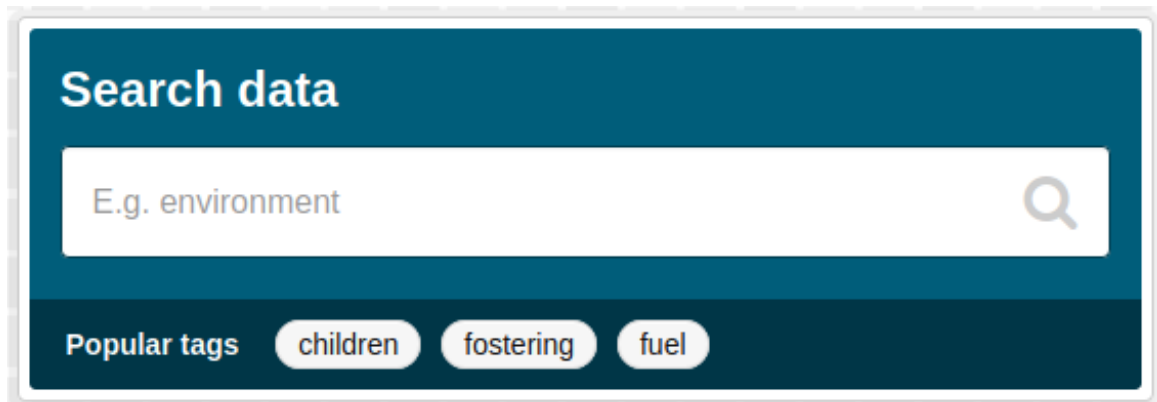 Search data
E.g. environment
Popular tags children fostering fuel